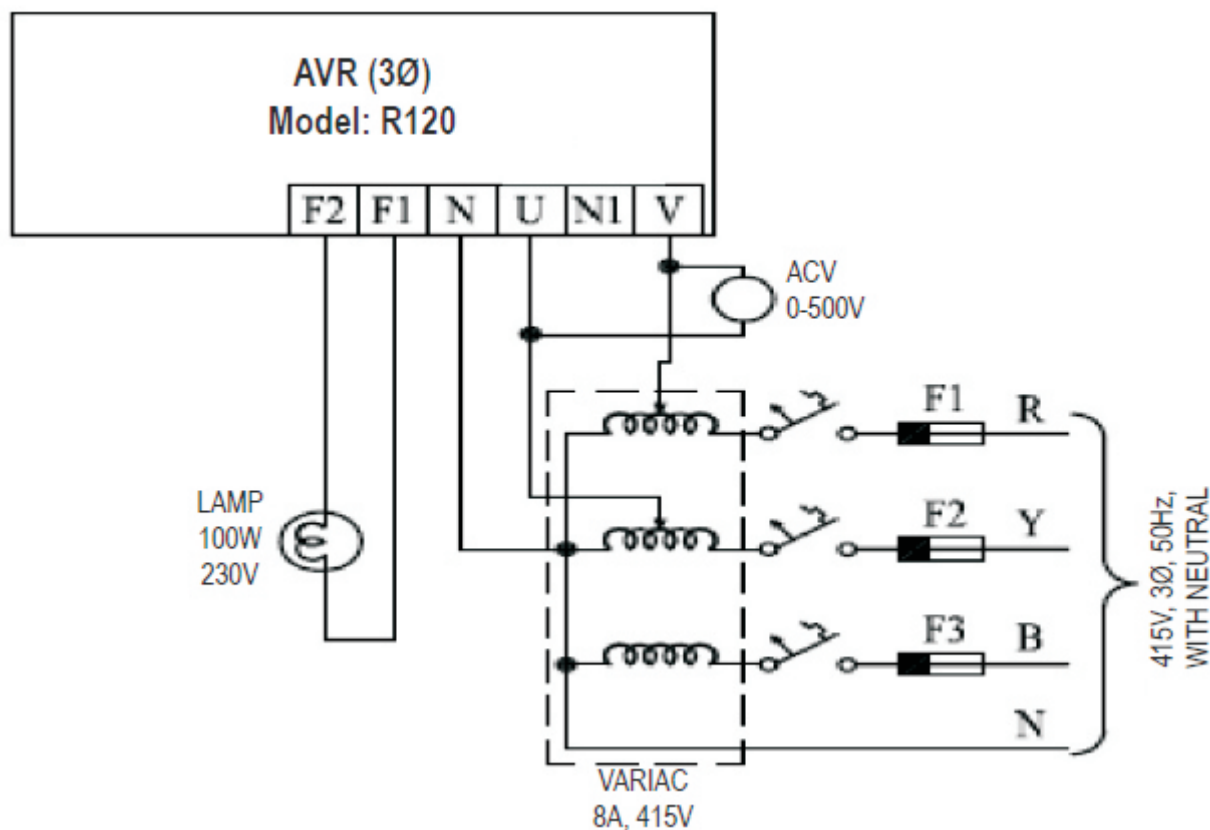 AVR (3Ø)
Model: R120
F2 F1 N U N1 V
ACV
0-500V
F1 R
LAMP
100W
230V
F2 Y
F3 B
N
415V, 3Ø, 50Hz,
WITH NEUTRAL
VARIAC
8A, 415V